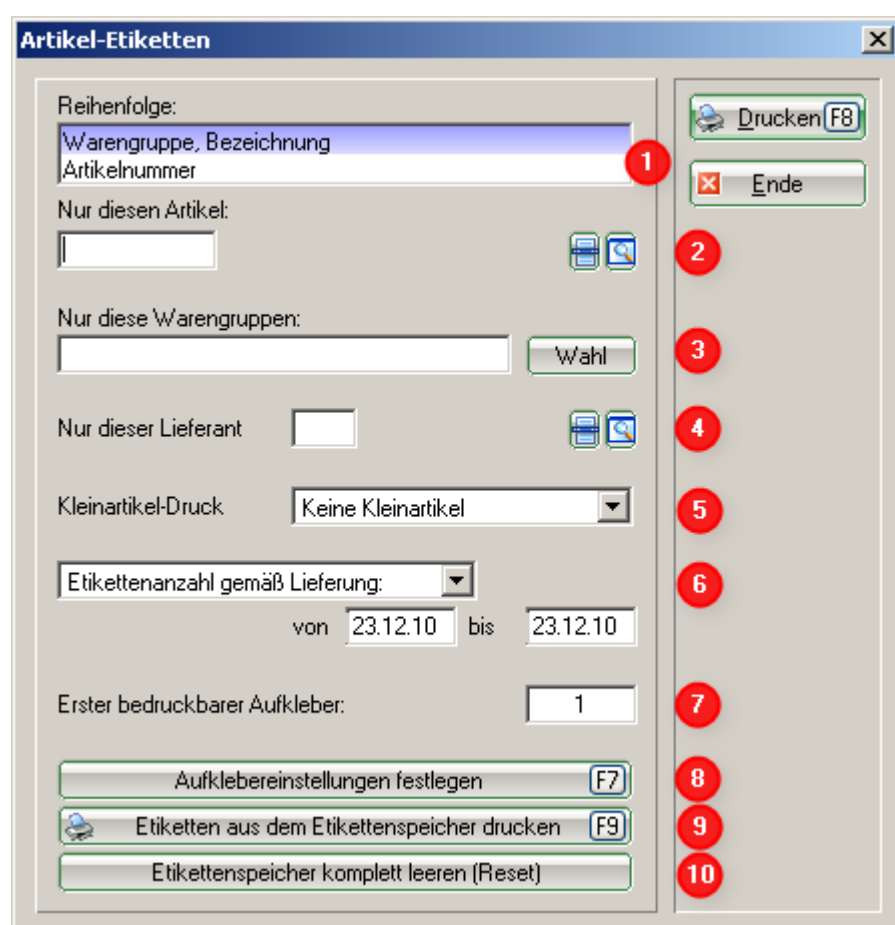 Artikel-Etiketten
Reihenfolge:
Warengruppe, Bezeichnung
Artikelnummer
1
Drucken F8
Ende
Nur diesen Artikel:
2
Nur diese Warengruppen:
Wahl
3
Nur dieser Lieferant
4
Kleinartikel-Druck Keine Kleinartikel
5
Etikettenanzahl gemäß Lieferung:
6
von 23.12.10 bis 23.12.10
Erster bedruckbarer Aufkleber: 1
7
Aufklebereinstellungen festlegen F7
8
Etiketten aus dem Etikettenspeicher drucken F9
9
Etikettenspeicher komplett leeren (Reset)
10